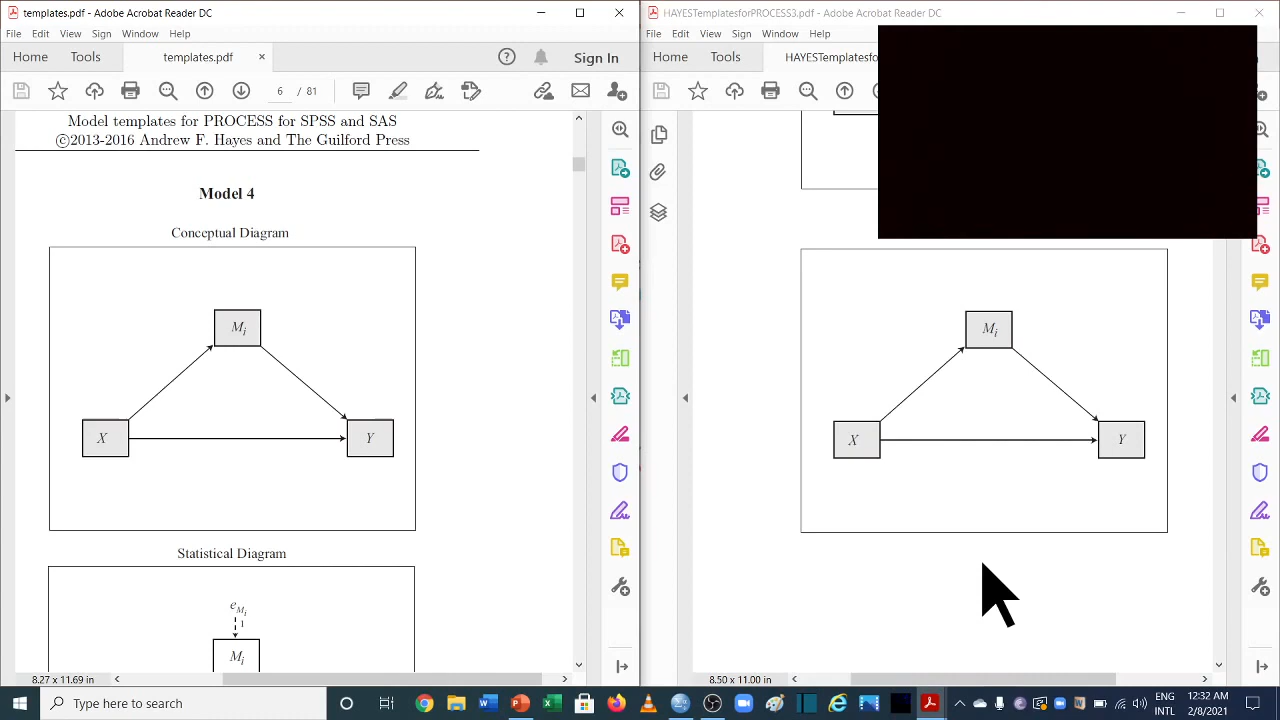 templates.pdf - Adobe Acrobat Reader DC
File Edit View Sign Window Help
Home Tools templates.pdf × Sign In
6 / 81
Model templates for PROCESS for SPSS and SAS
©2013-2016 Andrew F. Hayes and The Guilford Press
Model 4
Conceptual Diagram
Mi
X Y
Statistical Diagram
eMi
1
Mi
8.27 x 11.69 in
HAYESTemplatesforPROCESS3.pdf - Adobe Acrobat Reader DC
File Edit View Sign Window Help
Home Tools HAYESTemplatesfo
Mi
X Y
8.50 x 11.00 in
Type here to search
ENG 12:32 AM
INTL 2/8/2021